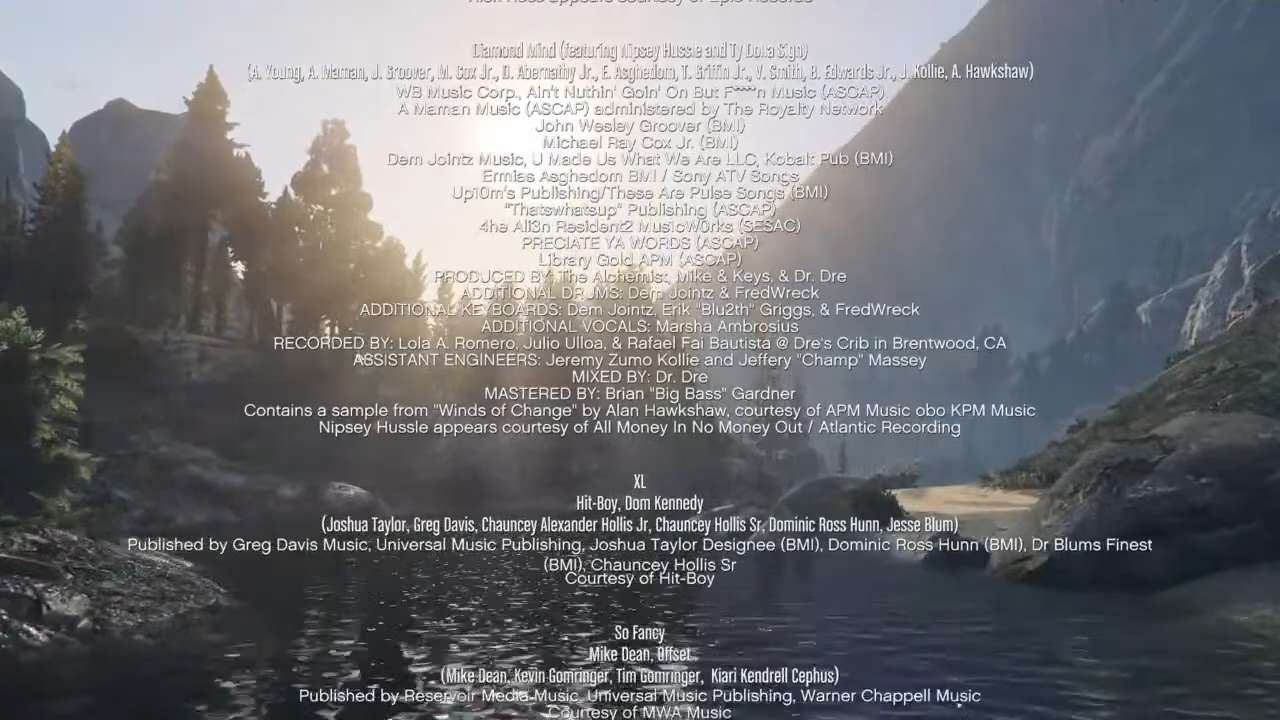 Rick Ross appears courtesy of Epic Records
Diamond Mind (featuring Nipsey Hussle and Ty Dolla Sign)
(A. Young, A. Maman, J. Groover, M. Cox Jr., D. Abernathy Jr., E. Asghedom, T. Griffin Jr., V. Smith, B. Edwards Jr., J. Kollie, A. Hawkshaw)
WB Music Corp., Ain't Nuthin' Goin' On But F****n Music (ASCAP)
A Maman Music (ASCAP) administered by The Royalty Network
John Wesley Groover (BMI)
Michael Ray Cox Jr. (BMI)
Dem Jointz Music, U Made Us What We Are LLC, Kobalt Pub (BMI)
Ermias Asghedom BMI / Sony ATV Songs
Up10m's Publishing/These Are Pulse Songs (BMI)
"Thatswhatsup" Publishing (ASCAP)
4he Ali3n Resident2 MusicW0rks (SESAC)
PRECIATE YA WORDS (ASCAP)
Library Gold APM (ASCAP)
PRODUCED BY: The Alchemist, Mike & Keys, & Dr. Dre
ADDITIONAL DRUMS: Dem Jointz & FredWreck
ADDITIONAL KEYBOARDS: Dem Jointz, Erik "Blu2th" Griggs, & FredWreck
ADDITIONAL VOCALS: Marsha Ambrosius
RECORDED BY: Lola A. Romero, Julio Ulloa, & Rafael Fai Bautista @ Dre's Crib in Brentwood, CA
ASSISTANT ENGINEERS: Jeremy Zumo Kollie and Jeffery "Champ" Massey
MIXED BY: Dr. Dre
MASTERED BY: Brian "Big Bass" Gardner
Contains a sample from "Winds of Change" by Alan Hawkshaw, courtesy of APM Music obo KPM Music
Nipsey Hussle appears courtesy of All Money In No Money Out / Atlantic Recording
XL
Hit-Boy, Dom Kennedy
(Joshua Taylor, Greg Davis, Chauncey Alexander Hollis Jr, Chauncey Hollis Sr, Dominic Ross Hunn, Jesse Blum)
Published by Greg Davis Music, Universal Music Publishing, Joshua Taylor Designee (BMI), Dominic Ross Hunn (BMI), Dr Blums Finest
(BMI), Chauncey Hollis Sr
Courtesy of Hit-Boy
So Fancy
Mike Dean, Offset
(Mike Dean, Kevin Gomringer, Tim Gomringer, Kiari Kendrell Cephus)
Published by Reservoir Media Music, Universal Music Publishing, Warner Chappell Music
Courtesy of MWA Music